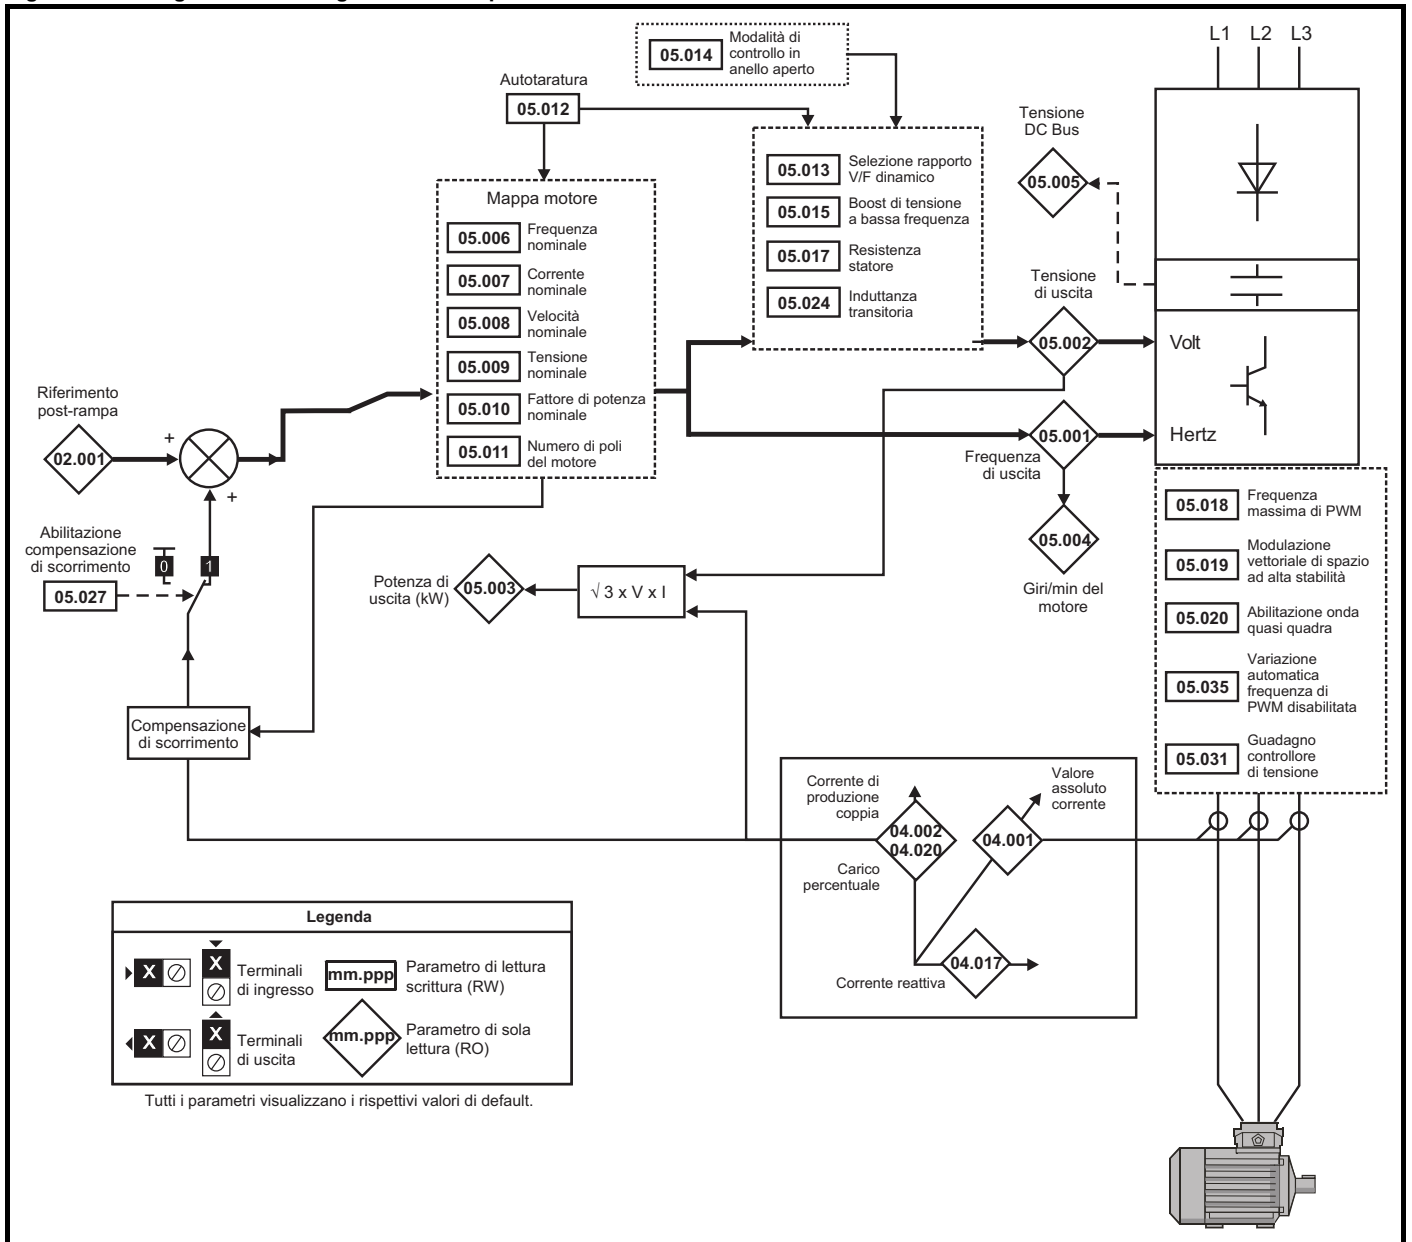 Modalità di
controllo in
anello aperto
05.014
L1 L2 L3
Autotaratura
05.012
Tensione
DC Bus
05.005
Mappa motore
05.006
Frequenza
nominale
05.007
Corrente
nominale
05.008
Velocità
nominale
05.009
Tensione
nominale
05.010
Fattore di potenza
nominale
05.011
Numero di poli
del motore
05.013
Selezione rapporto
V/F dinamico
05.015
Boost di tensione
a bassa frequenza
05.017
Resistenza
statore
05.024
Induttanza
transitoria
Tensione
di uscita
05.002
Volt
Riferimento
post-rampa
02.001
+
+
05.001
Hertz
Frequenza
di uscita
05.004
Giri/min del
motore
Abilitazione
compensazione
di scorrimento
05.027
0
1
Potenza di
uscita (kW)
05.003
√ 3 x V x I
05.018
Frequenza
massima di PWM
05.019
Modulazione
vettoriale di spazio
ad alta stabilità
05.020
Abilitazione onda
quasi quadra
05.035
Variazione
automatica
frequenza di
PWM disabilitata
05.031
Guadagno
controllore
di tensione
Compensazione
di scorrimento
Corrente di
produzione
coppia
Valore
assoluto
corrente
04.002
04.020
04.001
Carico
percentuale
04.017
Corrente reattiva
Legenda
X
X
Terminali
di ingresso
mm.ppp
Parametro di lettura
scrittura (RW)
X
X
Terminali
di uscita
mm.ppp
Parametro di sola
lettura (RO)
Tutti i parametri visualizzano i rispettivi valori di default.